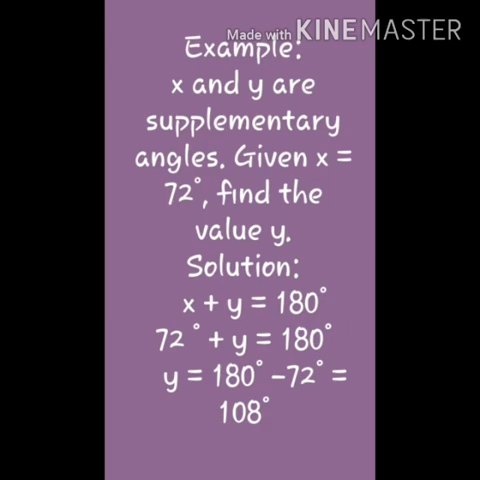 Made with KINEMASTER
Example:
x and y are
supplementary
angles. Given x =
72°, find the
value y.
Solution:
x + y = 180°
72 ° + y = 180°
y = 180° -72° =
108°